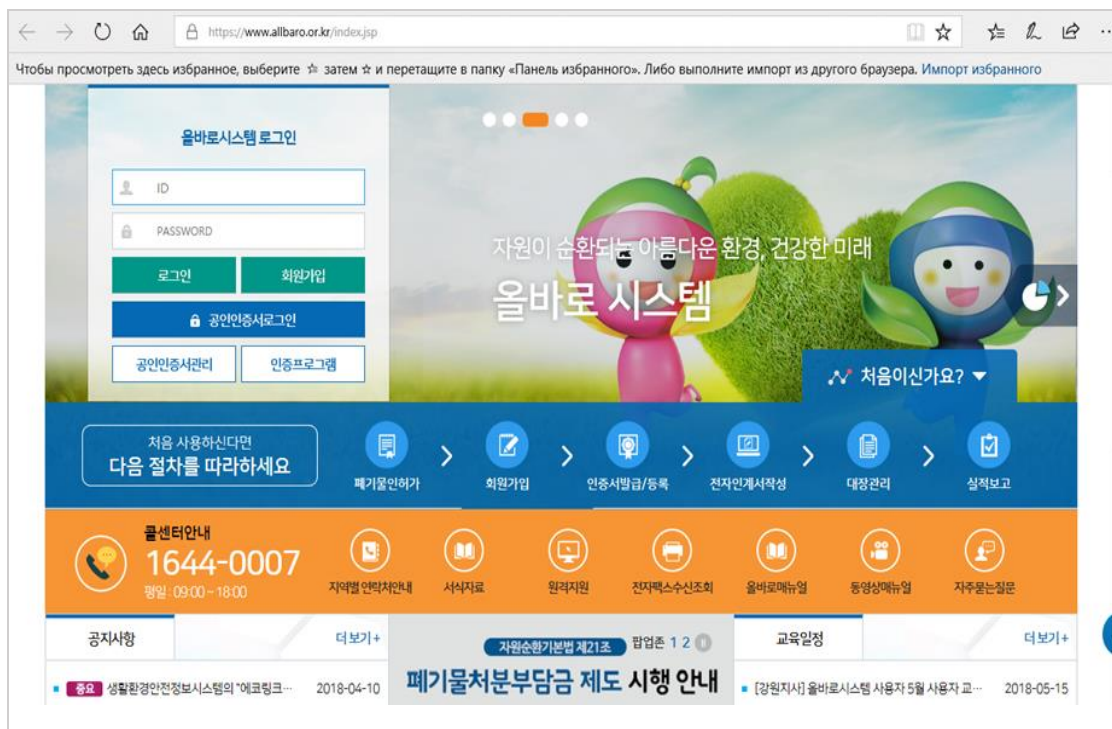 https://www.allbaro.or.kr/index.jsp
Чтобы просмотреть здесь избранное, выберите затем и перетащите в папку «Панель избранного». Либо выполните импорт из другого браузера. Импорт избранного
올바로시스템 로그인
ID
PASSWORD
로그인 회원가입
공인인증서로그인
공인인증서관리 인증프로그램
자원이 순환되는 아름다운 환경, 건강한 미래
올바로 시스템
처음이신가요?
처음 사용하신다면
다음 절차를 따라하세요
폐기물인허가 회원가입 인증서발급/등록 전자인계서작성 대장관리 실적보고
콜센터안내
1644-0007
평일 : 09:00 ~ 18:00
지역별 연락처안내 서식자료 원격지원 전자팩스수신조회 올바로매뉴얼 동영상매뉴얼 자주묻는질문
공지사항 더보기+
중요 생활환경안전정보시스템의 "에코링크··· 2018-04-10
자원순환기본법 제21조 팝업존 1 2
폐기물처분부담금 제도 시행 안내
교육일정 더보기+
[강원지사] 올바로시스템 사용자 5월 사용자 교··· 2018-05-15